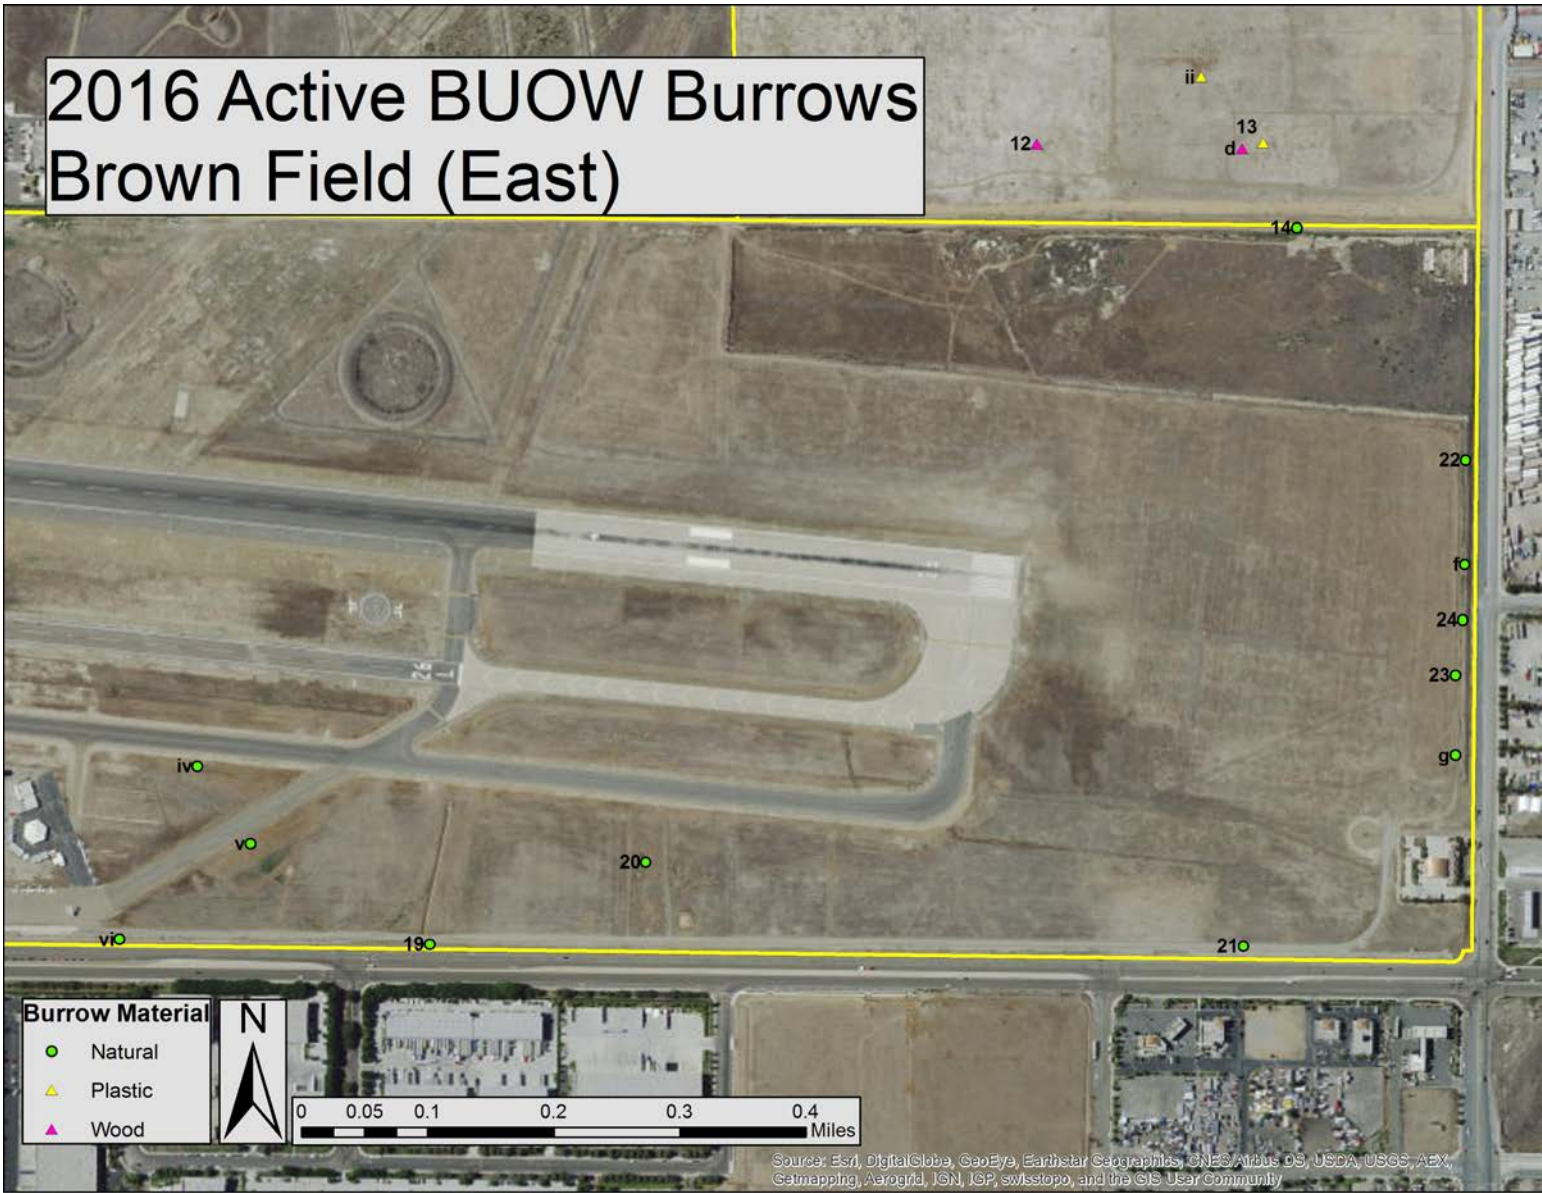 2016 Active BUOW Burrows
Brown Field (East)
ii
13
12
d
14
22
f
24
23
g
iv
v
20
vi
19
21
26
Burrow Material
Natural
Plastic
Wood
N
0 0.05 0.1 0.2 0.3 0.4
Miles
Source: Esri, DigitalGlobe, GeoEye, Earthstar Geographics, CNES/Airbus DS, USDA, USGS, AEX,
Getmapping, Aerogrid, IGN, IGP, swisstopo, and the GIS User Community